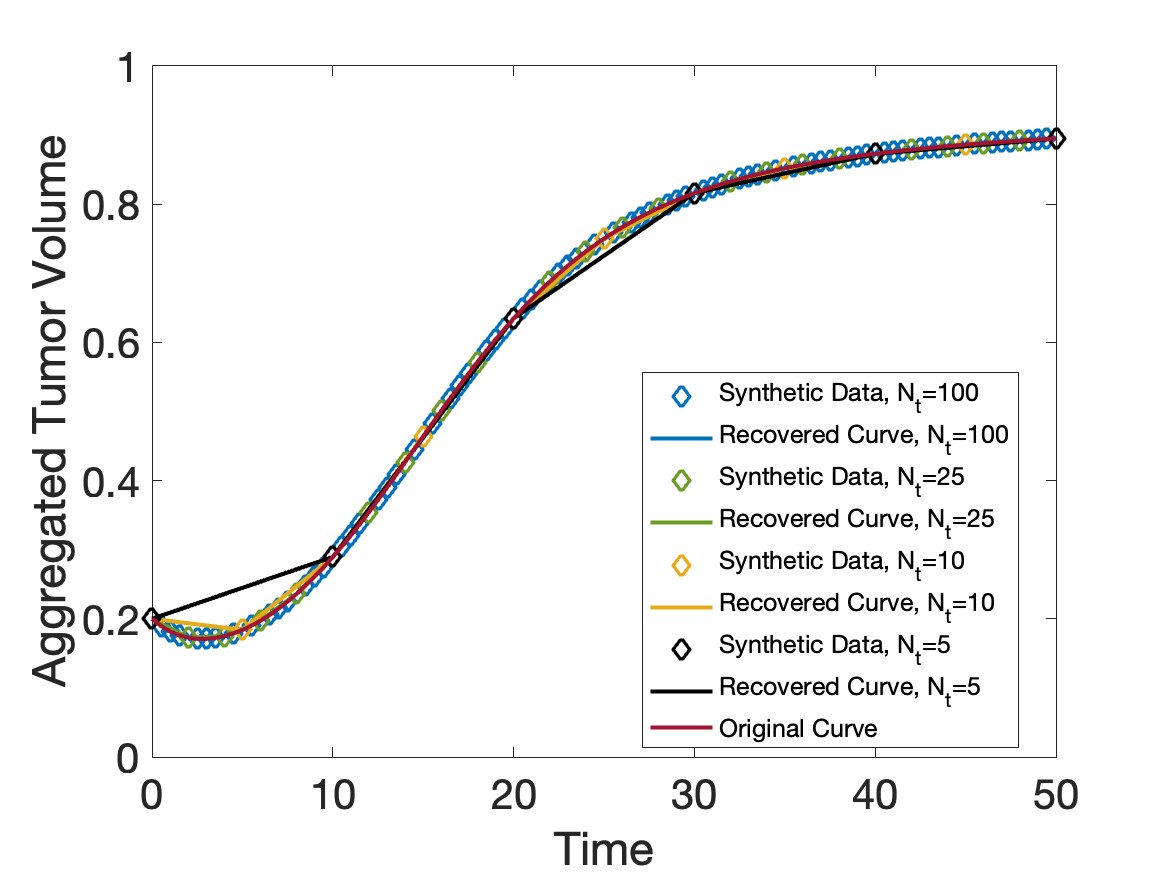 1
0.8
0.6
0.4
0.2
0
Aggregated Tumor Volume
Synthetic Data, N_t=100
Recovered Curve, N_t=100
Synthetic Data, N_t=25
Recovered Curve, N_t=25
Synthetic Data, N_t=10
Recovered Curve, N_t=10
Synthetic Data, N_t=5
Recovered Curve, N_t=5
Original Curve
0 10 20 30 40 50
Time